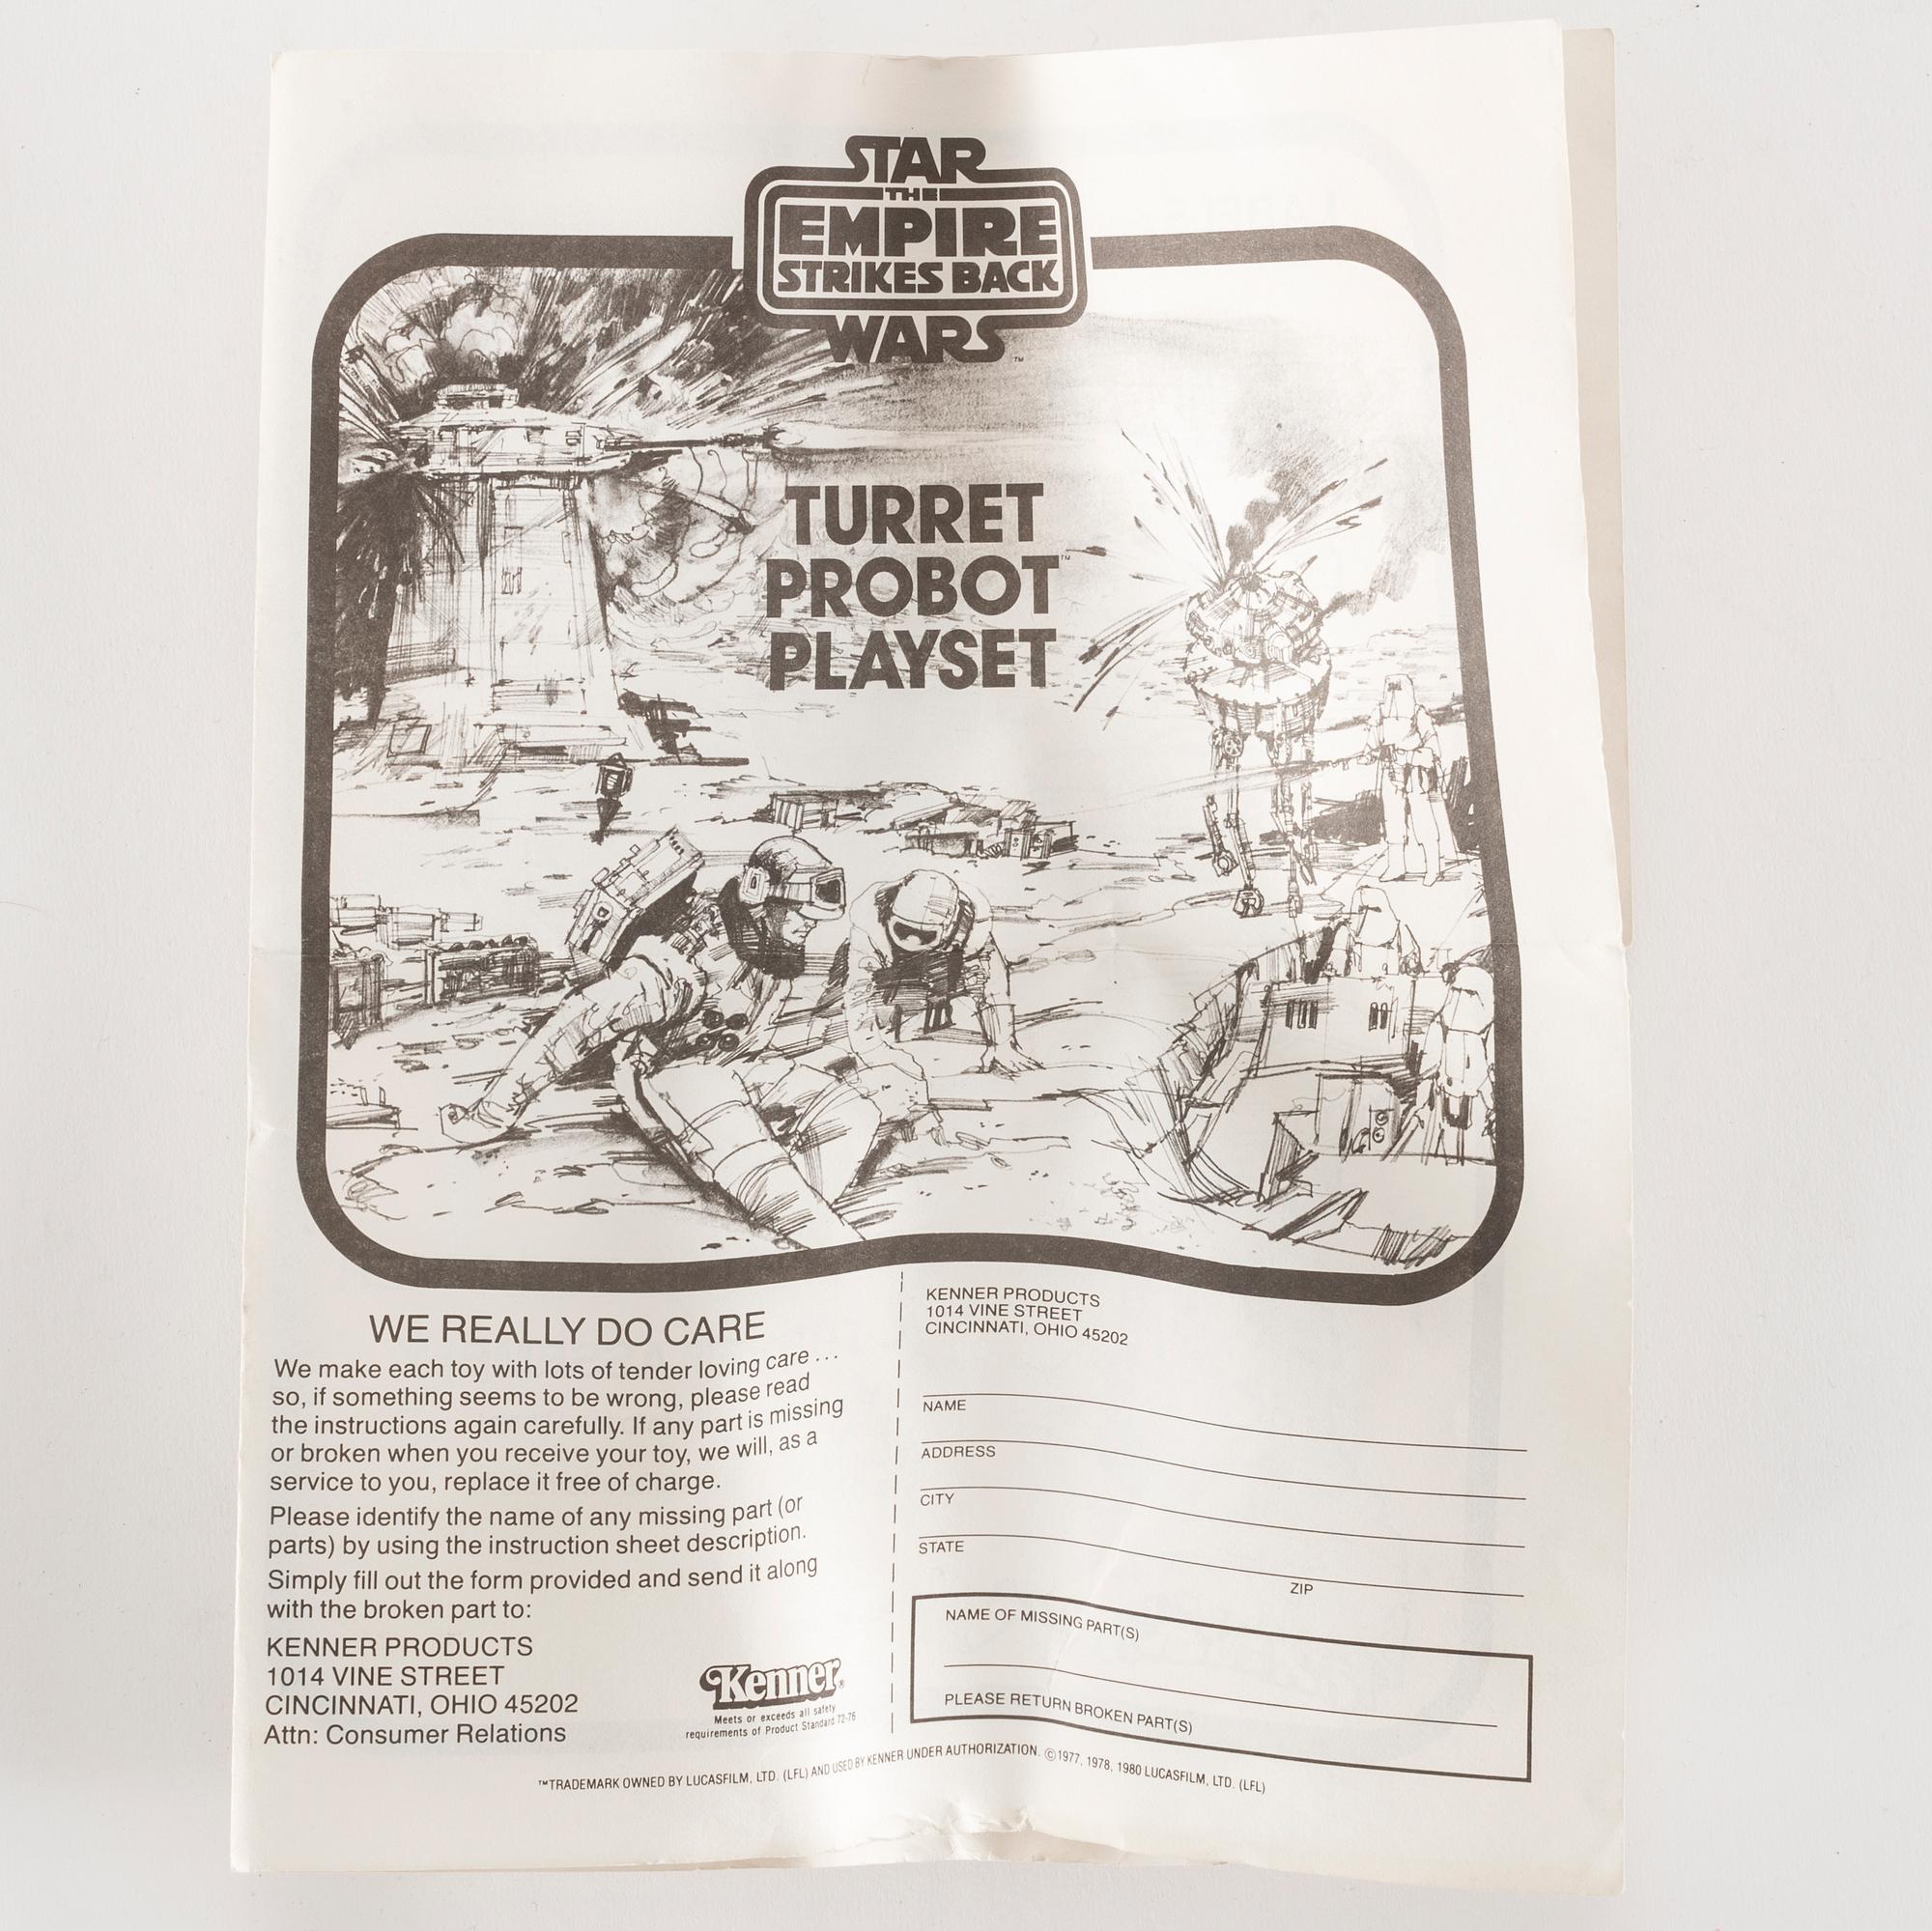 STAR
THE
EMPIRE
STRIKES BACK
WARS™
TURRET
PROBOT™
PLAYSET
WE REALLY DO CARE
We make each toy with lots of tender loving care ...
so, if something seems to be wrong, please read
the instructions again carefully. If any part is missing
or broken when you receive your toy, we will, as a
service to you, replace it free of charge.
Please identify the name of any missing part (or
parts) by using the instruction sheet description.
Simply fill out the form provided and send it along
with the broken part to:
KENNER PRODUCTS
1014 VINE STREET
CINCINNATI, OHIO 45202
Attn: Consumer Relations
Kenner®
Meets or exceeds all safety
requirements of Product Standard 72-76
KENNER PRODUCTS
1014 VINE STREET
CINCINNATI, OHIO 45202
NAME
ADDRESS
CITY
STATE
ZIP
NAME OF MISSING PART(S)
PLEASE RETURN BROKEN PART(S)
™TRADEMARK OWNED BY LUCASFILM, LTD. (LFL) AND USED BY KENNER UNDER AUTHORIZATION. ©1977, 1978, 1980 LUCASFILM, LTD. (LFL)